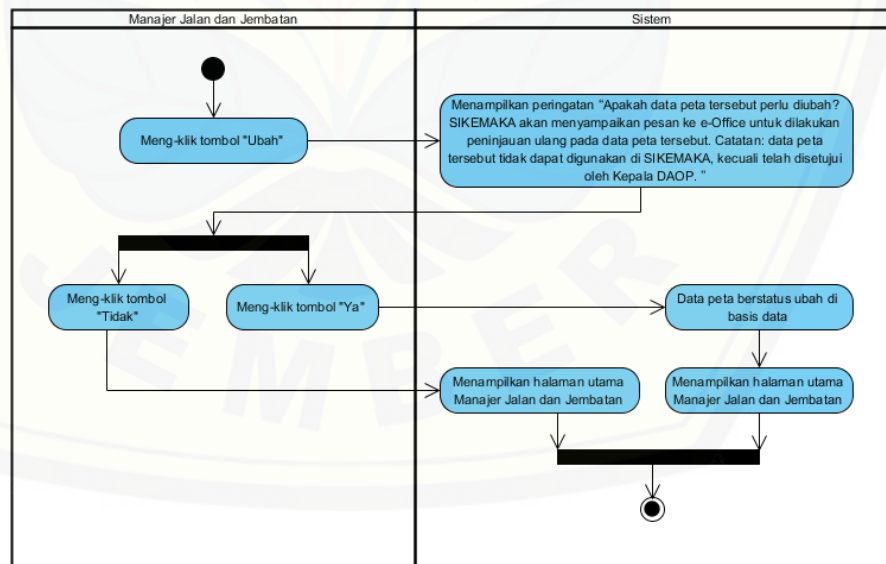 Manajer Jalan dan Jembatan
Sistem
Meng-klik tombol "Ubah"
Menampilkan peringatan “Apakah data peta tersebut perlu diubah?
SIKEMAKA akan menyampaikan pesan ke e-Office untuk dilakukan
peninjauan ulang pada data peta tersebut. Catatan: data peta
tersebut tidak dapat digunakan di SIKEMAKA, kecuali telah disetujui
oleh Kepala DAOP. ”
Meng-klik tombol
"Tidak"
Meng-klik tombol "Ya"
Data peta berstatus ubah di
basis data
Menampilkan halaman utama
Manajer Jalan dan Jembatan
Menampilkan halaman utama
Manajer Jalan dan Jembatan
JEMBER